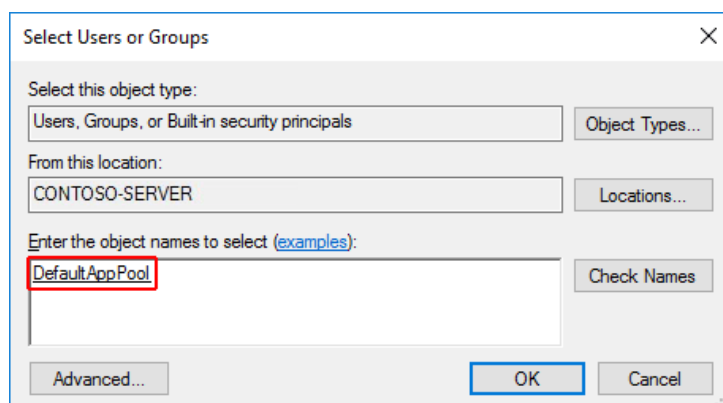 Select Users or Groups
Select this object type:
Users, Groups, or Built-in security principals
Object Types...
From this location:
CONTOSO-SERVER
Locations...
Enter the object names to select (examples):
DefaultAppPool
Check Names
Advanced...
OK
Cancel